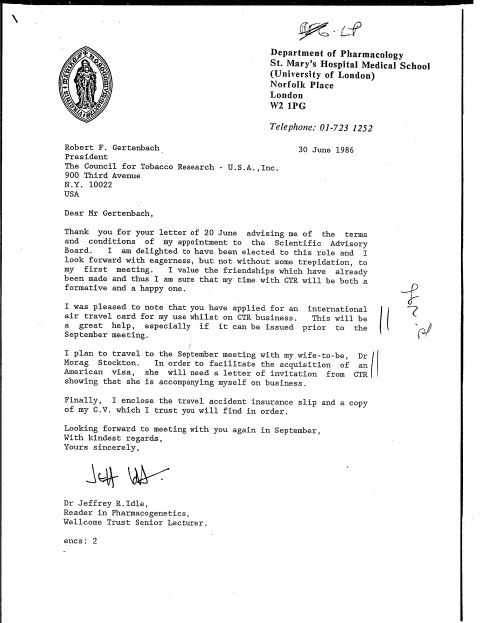 LP
Department of Pharmacology
St. Mary's Hospital Medical School
(University of London)
Norfolk Place
London
W2 1PG
Telephone: 01-723 1252
Robert F. Gertenbach
30 June 1986
President
The Council for Tobacco Research - U.S.A.,Inc.
900 Third Avenue
N.Y. 10022
USA
Dear Mr Gertenbach,
Thank you for your letter of 20 June advising me of the terms
and conditions of my appointment to the Scientific Advisory
Board. I am delighted to have been elected to this role and I
look forward with eagerness, but not without some trepidation, to
my first meeting. I value the friendships which have already
been made and thus I am sure that my time with CTR will be both a
formative and a happy one.
I was pleased to note that you have applied for an international
air travel card for my use whilst on CTR business. This will be
a great help, especially if it can be issued prior to the
September meeting.
I plan to travel to the September meeting with my wife-to-be, Dr
Morag Stockton. In order to facilitate the acquisition of an
American visa, she will need a letter of invitation from CTR
showing that she is accompanying myself on business.
Finally, I enclose the travel accident insurance slip and a copy
of my C.V. which I trust you will find in order.
Looking forward to meeting with you again in September,
With kindest regards,
Yours sincerely,
Dr Jeffrey R.Idle,
Reader in Pharmacogenetics,
Wellcome Trust Senior Lecturer.
encs: 2